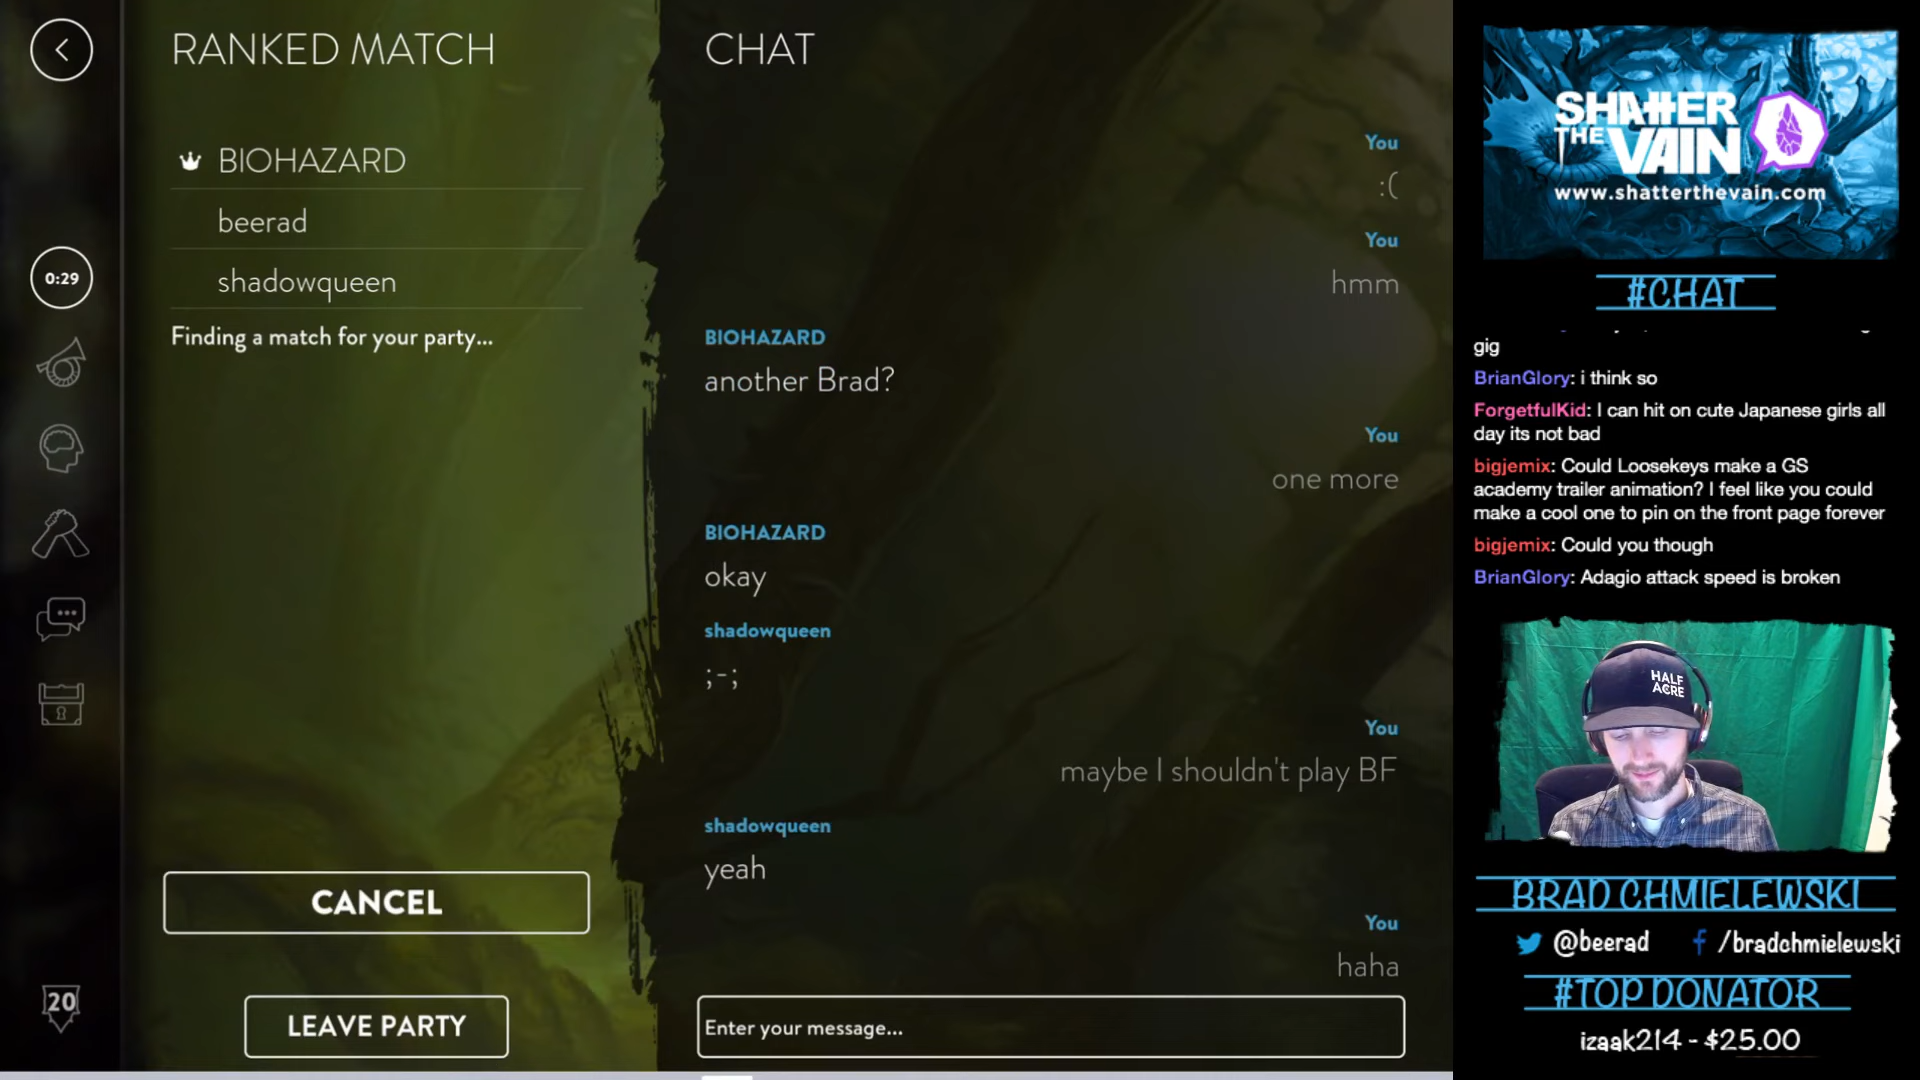 RANKED MATCH
BIOHAZARD
beerad
shadowqueen
0:29
Finding a match for your party...
CANCEL
20
LEAVE PARTY
CHAT
You
:(
You
hmm
BIOHAZARD
another Brad?
You
one more
BIOHAZARD
okay
shadowqueen
;-;
You
maybe I shouldn't play BF
shadowqueen
yeah
You
haha
Enter your message...
SHATTER
THE VAIN
www.shatterthevain.com
#CHAT
gig
BrianGlory: i think so
ForgetfulKid: I can hit on cute Japanese girls all
day its not bad
bigjemix: Could Loosekeys make a GS
academy trailer animation? I feel like you could
make a cool one to pin on the front page forever
bigjemix: Could you though
BrianGlory: Adagio attack speed is broken
HALF
ACRE
BRAD CHMIELEWSKI
@beerad
/bradchmielewski
#TOP DONATOR
izaak214 - $25.00